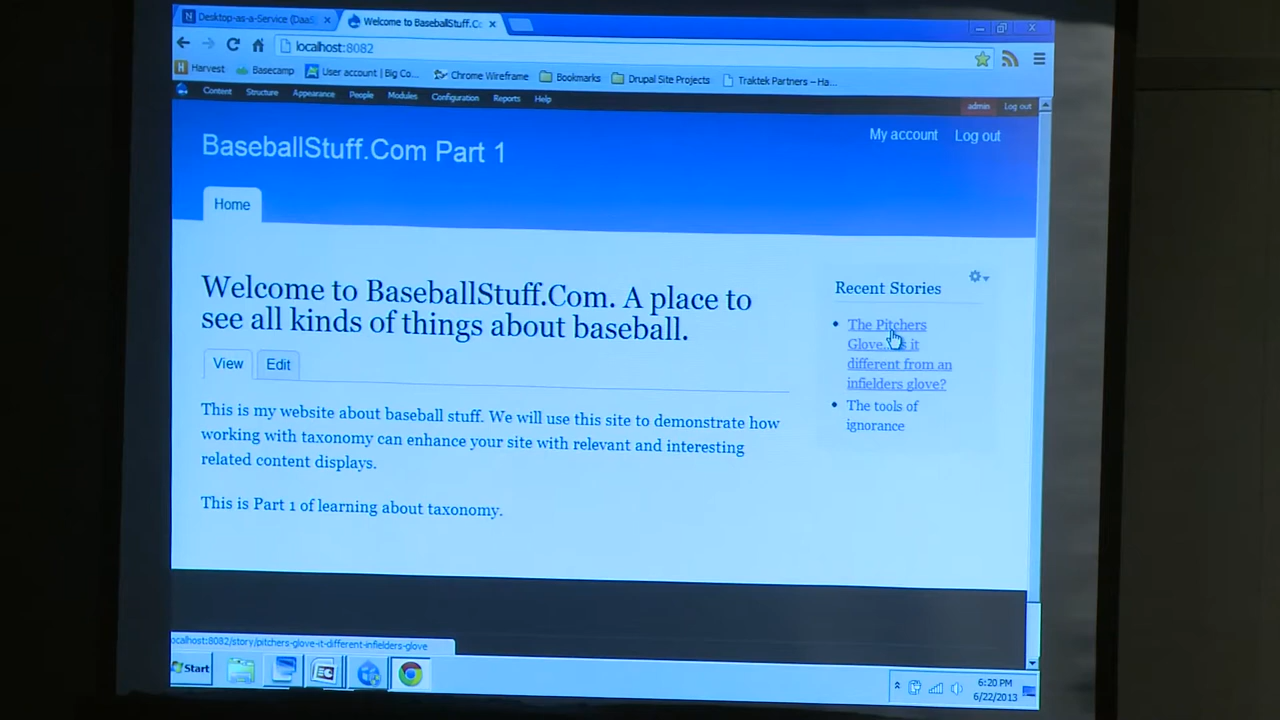 Desktop-as-a-Service (DaaS
Welcome to BaseballStuff.Co
localhost:8082
Harvest
Basecamp
User account | Big Co...
Chrome Wireframe
Bookmarks
Drupal Site Projects
Traktek Partners – Ha...
Content Structure Appearance People Modules Configuration Reports Help
admin Log out
My account Log out
BaseballStuff.Com Part 1
Home
Welcome to BaseballStuff.Com. A place to
see all kinds of things about baseball.
View Edit
This is my website about baseball stuff. We will use this site to demonstrate how
working with taxonomy can enhance your site with relevant and interesting
related content displays.
This is Part 1 of learning about taxonomy.
Recent Stories
The Pitchers
Glove... is it
different from an
infielders glove?
The tools of
ignorance
localhost:8082/story/pitchers-glove-it-different-infielders-glove
Start
6:20 PM
6/22/2013